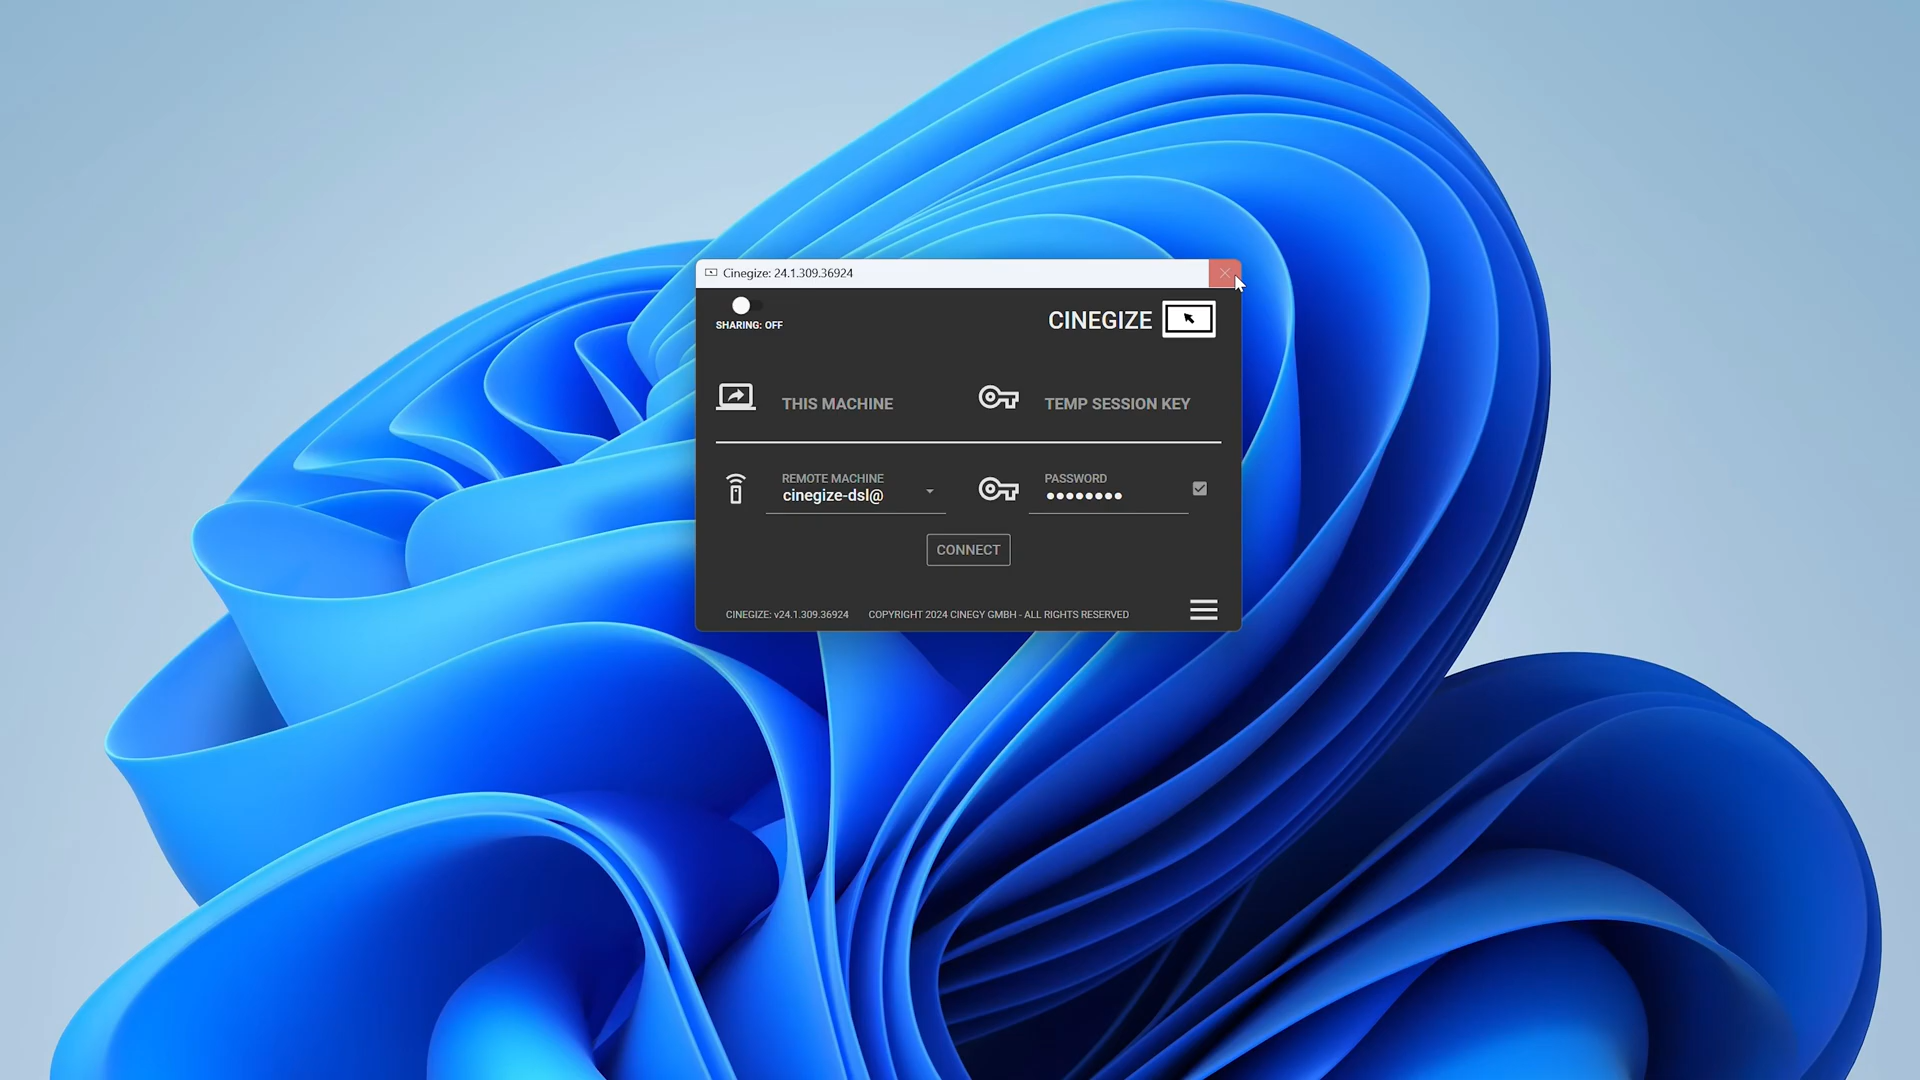 Cinegize: 24.1.309.36924
SHARING: OFF
CINEGIZE
THIS MACHINE
TEMP SESSION KEY
REMOTE MACHINE
cinegize-dsl@
PASSWORD
••••••••
CONNECT
CINEGIZE: v24.1.309.36924
COPYRIGHT 2024 CINEGY GMBH - ALL RIGHTS RESERVED